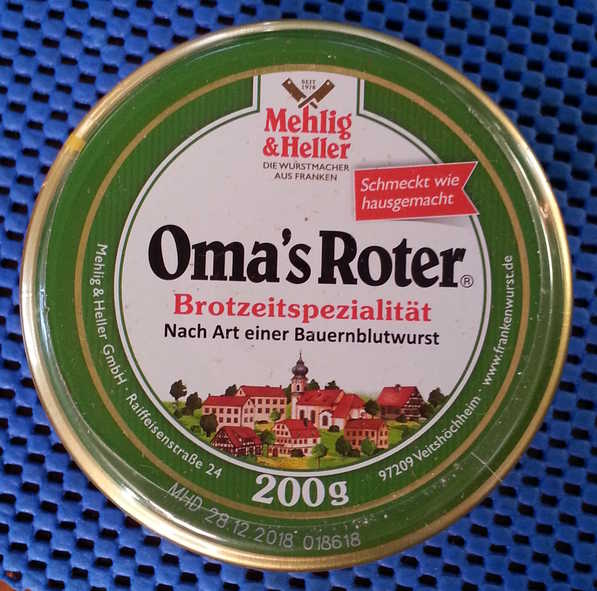 SEIT
1978
Mehlig
& Heller
DIE WURSTMACHER
AUS FRANKEN
Schmeckt wie
hausgemacht
Oma's Roter®
Brotzeitspezialität
Nach Art einer Bauernblutwurst
Mehlig & Heller GmbH · Raiffeisenstraße 24
97209 Veitshöchheim · www.frankenwurst.de
200g
MHD 28.12.2018 018618